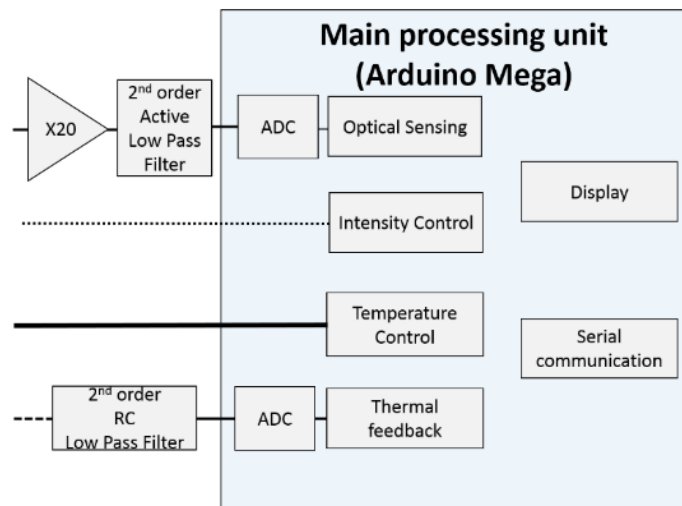 Main processing unit
(Arduino Mega)
X20
2nd order
Active
Low Pass
Filter
ADC
Optical Sensing
Display
Intensity Control
Temperature
Control
Serial
communication
2nd order
RC
Low Pass Filter
ADC
Thermal
feedback